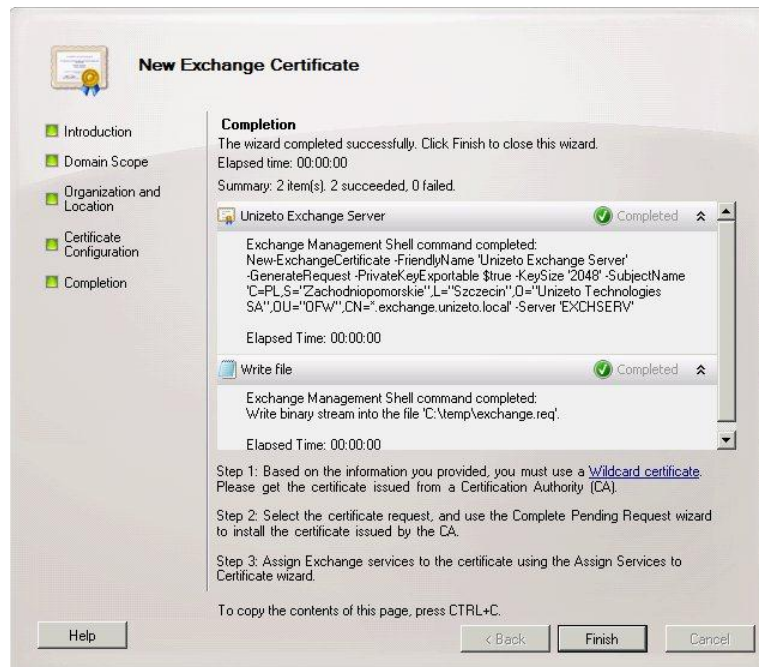 New Exchange Certificate
Introduction
Domain Scope
Organization and
Location
Certificate
Configuration
Completion
Completion
The wizard completed successfully. Click Finish to close this wizard.
Elapsed time: 00:00:00
Summary: 2 item(s). 2 succeeded, 0 failed.
Unizeto Exchange Server
Completed
Exchange Management Shell command completed:
New-ExchangeCertificate -FriendlyName 'Unizeto Exchange Server'
-GenerateRequest -PrivateKeyExportable $true -KeySize '2048' -SubjectName
'C=PL,S="Zachodniopomorskie",L="Szczecin",O="Unizeto Technologies
SA",OU="OFW",CN=*.exchange.unizeto.local' -Server 'EXCHSERV'
Elapsed Time: 00:00:00
Write file
Completed
Exchange Management Shell command completed:
Write binary stream into the file 'C:\temp\exchange.req'.
Elapsed Time: 00:00:00
Step 1: Based on the information you provided, you must use a Wildcard certificate.
Please get the certificate issued from a Certification Authority (CA).
Step 2: Select the certificate request, and use the Complete Pending Request wizard
to install the certificate issued by the CA.
Step 3: Assign Exchange services to the certificate using the Assign Services to
Certificate wizard.
To copy the contents of this page, press CTRL+C.
Help
< Back
Finish
Cancel